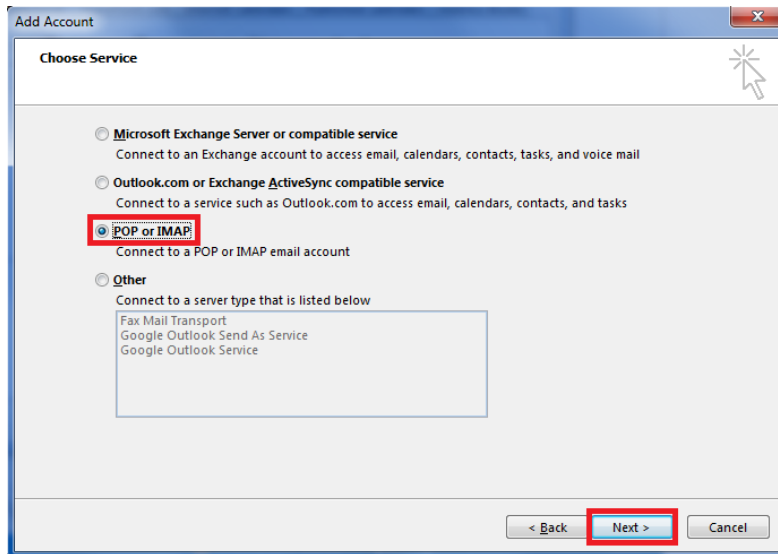 Add Account
Choose Service
Microsoft Exchange Server or compatible service
Connect to an Exchange account to access email, calendars, contacts, tasks, and voice mail
Outlook.com or Exchange ActiveSync compatible service
Connect to a service such as Outlook.com to access email, calendars, contacts, and tasks
POP or IMAP
Connect to a POP or IMAP email account
Other
Connect to a server type that is listed below
Fax Mail Transport
Google Outlook Send As Service
Google Outlook Service
< Back Next > Cancel